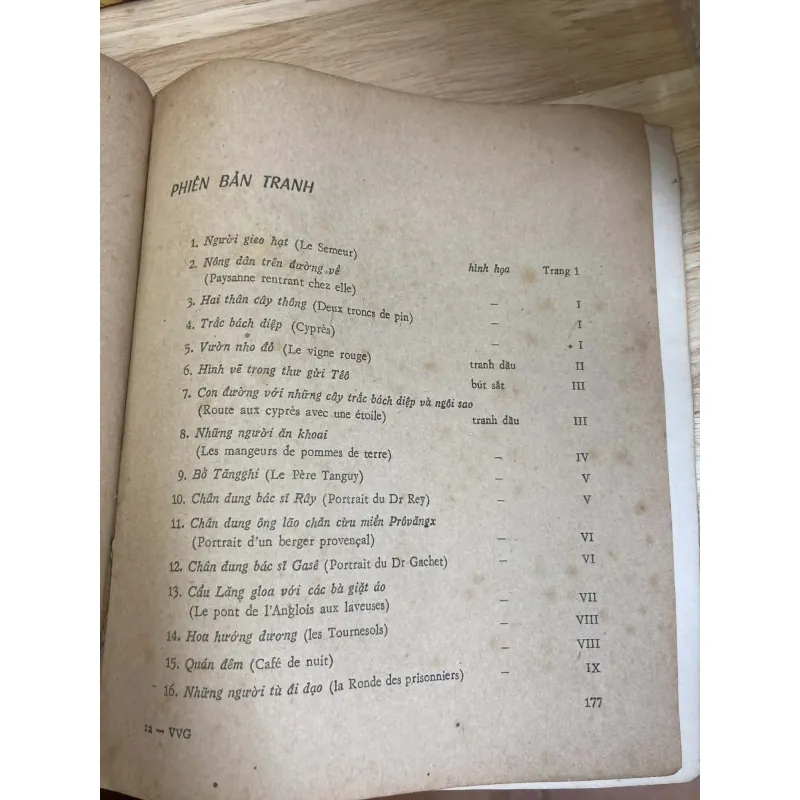 PHIÊN BẢN TRANH
1. Người gieo hạt (Le Semeur) hình họa Trang 1
2. Nông dân trên đường về
(Paysanne rentrant chez elle) — I
3. Hai thân cây thông (Deux troncs de pin) — I
4. Trắc bách diệp (Cyprès) — I
5. Vườn nho đỏ (Le vigne rouge) tranh dầu II
6. Hình vẽ trong thư gửi Têô bút sắt III
7. Con đường với những cây trắc bách diệp và ngôi sao
(Route aux cyprès avec une étoile) tranh dầu III
8. Những người ăn khoai
(Les mangeurs de pommes de terre) — IV
9. Bố Tăngghi (Le Père Tanguy) — V
10. Chân dung bác sĩ Rây (Portrait du Dr Rey) — V
11. Chân dung ông lão chăn cừu miền Prôvăngx
(Portrait d'un berger provençal) — VI
12. Chân dung bác sĩ Gasê (Portrait du Dr Gachet) — VI
13. Cầu Lăng gloa với các bà giặt áo
(Le pont de l'Anglois aux laveuses) — VII
14. Hoa hướng dương (les Tournesols) — VIII
15. Quán đêm (Café de nuit) — VIII
16. Những người tù đi dạo (la Ronde des prisonniers) — IX
177
12 — VVG